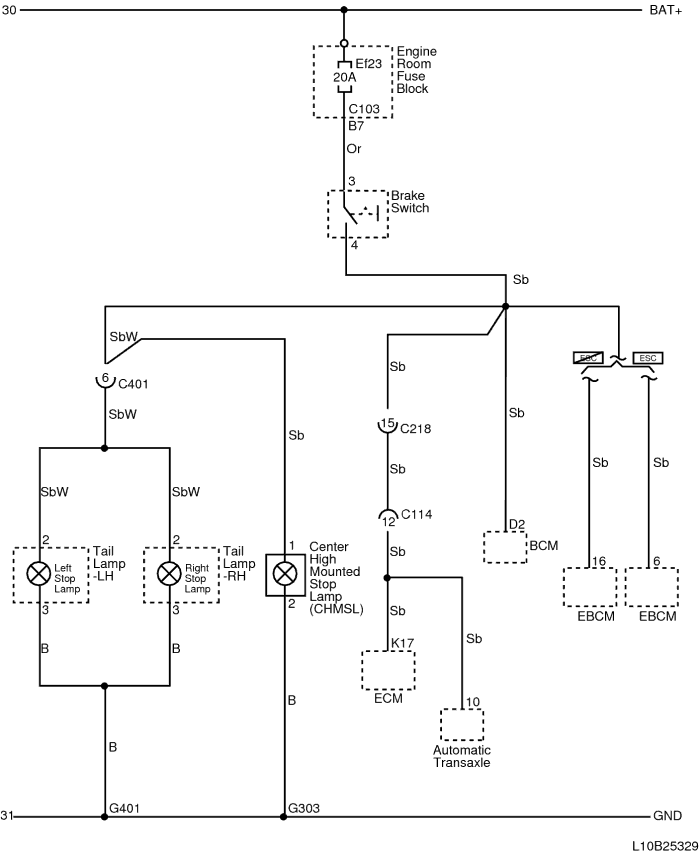 30
BAT+
Ef23
20A
Engine
Room
Fuse
Block
C103
B7
Or
3
Brake
Switch
4
Sb
SbW
6
C401
SbW
Sb
15
C218
Sb
12
C114
Sb
Sb
ESC
ESC
Sb
Sb
Sb
SbW
SbW
2
Left
Stop
Lamp
3
Tail
Lamp
-LH
2
Right
Stop
Lamp
3
Tail
Lamp
-RH
1
2
Center
High
Mounted
Stop
Lamp
(CHMSL)
D2
BCM
16
EBCM
6
EBCM
Sb
K17
ECM
Sb
10
Automatic
Transaxle
B
B
B
B
31
G401
G303
GND
L10B25329